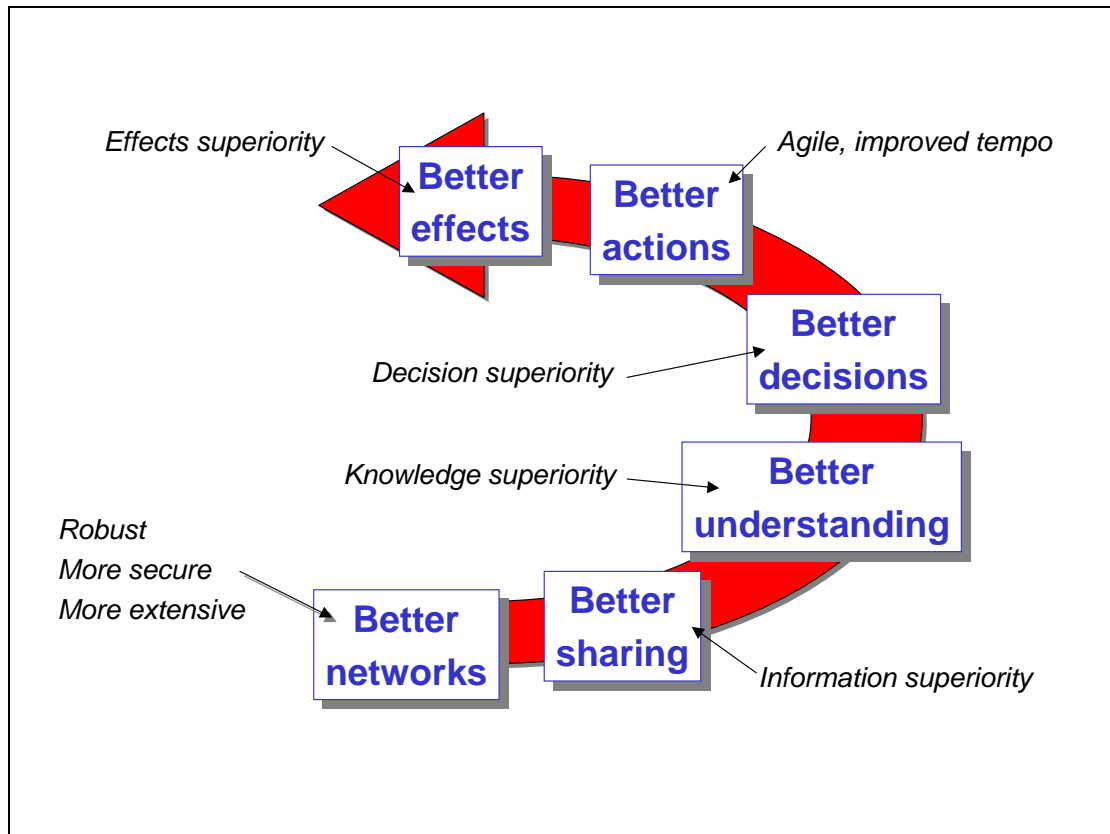 Effects superiority
Better
effects
Better
actions
Agile, improved tempo
Better
decisions
Decision superiority
Knowledge superiority
Better
understanding
Robust
More secure
More extensive
Better
networks
Better
sharing
Information superiority